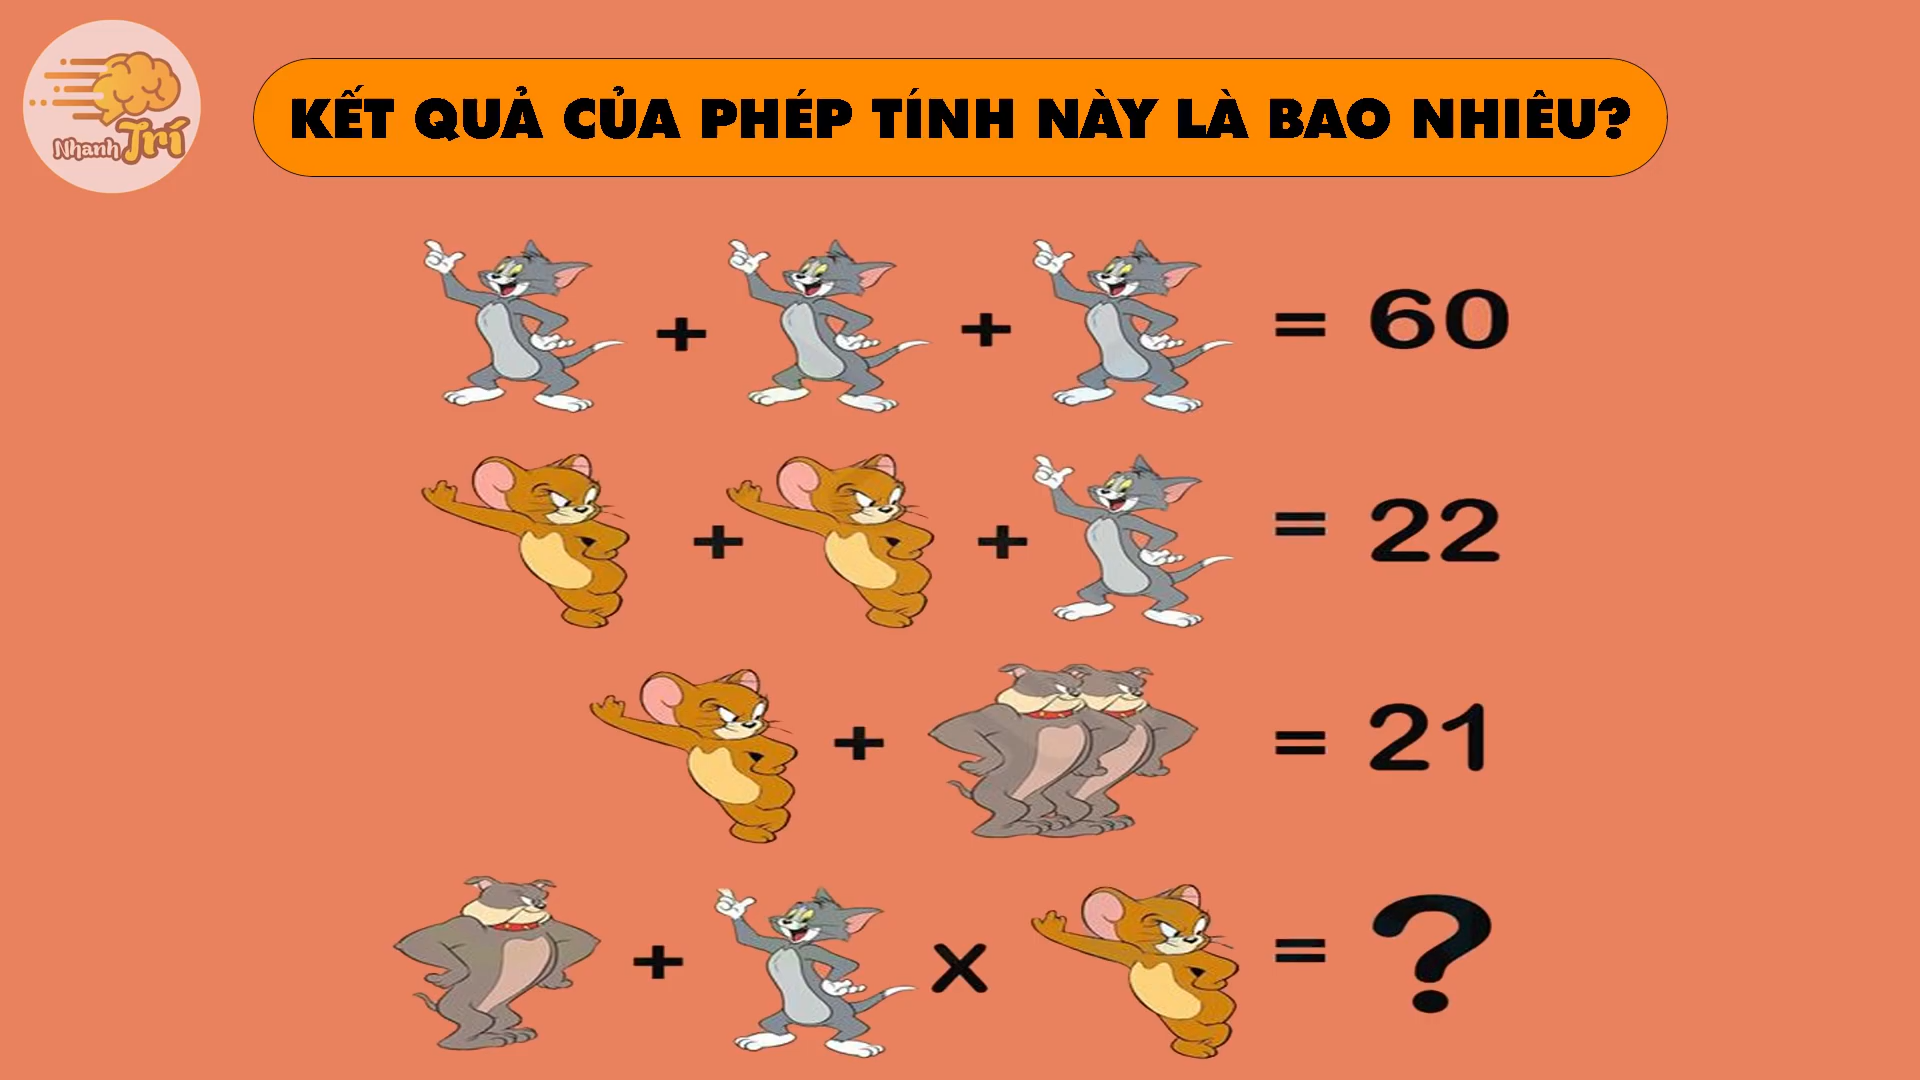 Nhanh Trí
KẾT QUẢ CỦA PHÉP TÍNH NÀY LÀ BAO NHIÊU?
+ + = 60
+ + = 22
+ = 21
+ x = ?